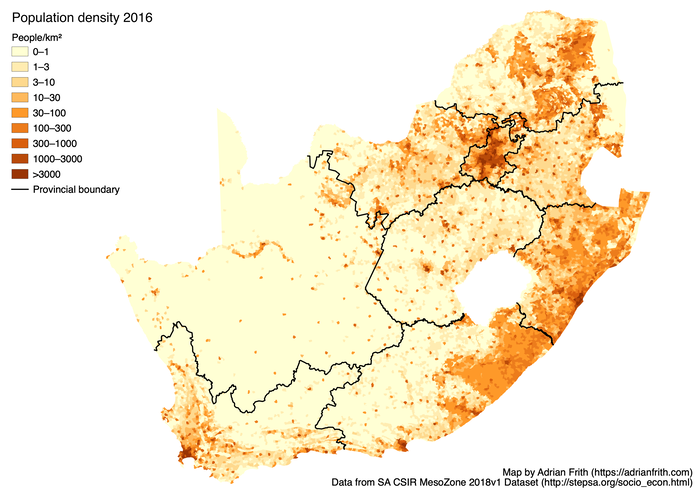 Population density 2016
People/km²
0–1
1–3
3–10
10–30
30–100
100–300
300–1000
1000–3000
>3000
Provincial boundary
Map by Adrian Frith (https://adrianfrith.com)
Data from SA CSIR MesoZone 2018v1 Dataset (http://stepsa.org/socio_econ.html)